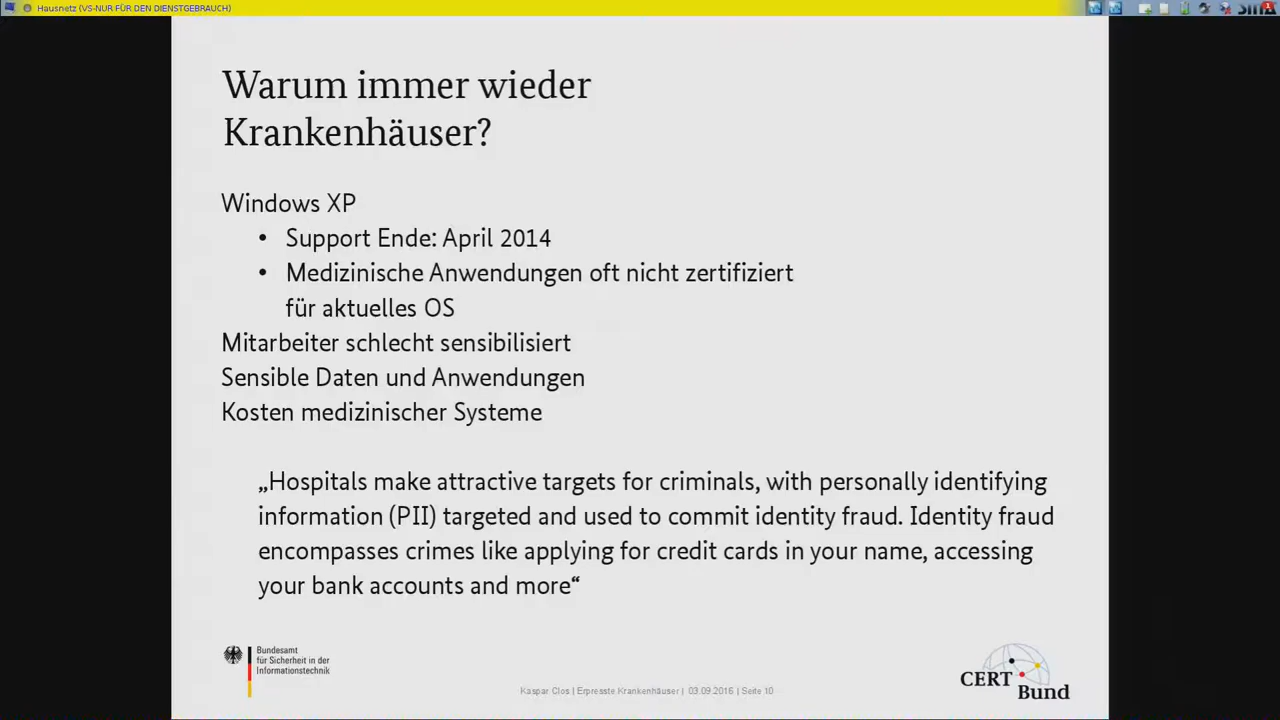 Hausnetz (VS-NUR FÜR DEN DIENSTGEBRAUCH)
Warum immer wieder
Krankenhäuser?
Windows XP
• Support Ende: April 2014
• Medizinische Anwendungen oft nicht zertifiziert
für aktuelles OS
Mitarbeiter schlecht sensibilisiert
Sensible Daten und Anwendungen
Kosten medizinischer Systeme
„Hospitals make attractive targets for criminals, with personally identifying
information (PII) targeted and used to commit identity fraud. Identity fraud
encompasses crimes like applying for credit cards in your name, accessing
your bank accounts and more“
Bundesamt
für Sicherheit in der
Informationstechnik
Kaspar Clos | Erpresste Krankenhäuser | 03.09.2016 | Seite 10
CERT
Bund